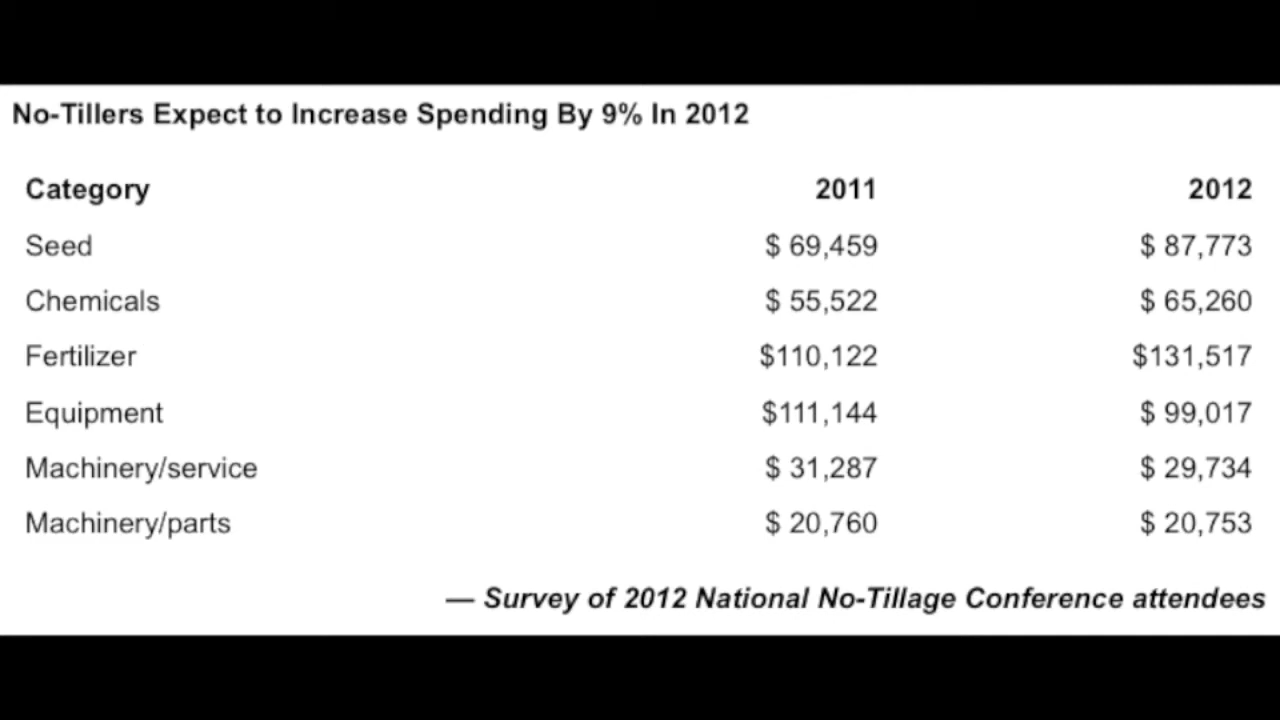 No-Tillers Expect to Increase Spending By 9% In 2012
Category 2011 2012
Seed $ 69,459 $ 87,773
Chemicals $ 55,522 $ 65,260
Fertilizer $110,122 $131,517
Equipment $111,144 $ 99,017
Machinery/service $ 31,287 $ 29,734
Machinery/parts $ 20,760 $ 20,753
— Survey of 2012 National No-Tillage Conference attendees